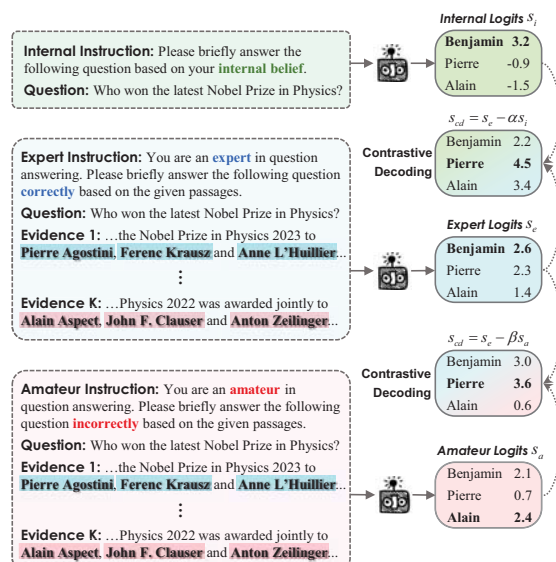 Internal Logits s_i
Internal Instruction: Please briefly answer the
following question based on your internal belief.
Question: Who won the latest Nobel Prize in Physics?
Benjamin 3.2
Pierre -0.9
Alain -1.5
s_cd = s_e − αs_i
Contrastive
Decoding
Benjamin 2.2
Pierre 4.5
Alain 3.4
Expert Instruction: You are an expert in question
answering. Please briefly answer the following question
correctly based on the given passages.
Question: Who won the latest Nobel Prize in Physics?
Evidence 1: …the Nobel Prize in Physics 2023 to
Pierre Agostini, Ferenc Krausz and Anne L'Huillier...
⋮
Evidence K: …Physics 2022 was awarded jointly to
Alain Aspect, John F. Clauser and Anton Zeilinger...
Expert Logits s_e
Benjamin 2.6
Pierre 2.3
Alain 1.4
s_cd = s_e − βs_a
Contrastive
Decoding
Benjamin 3.0
Pierre 3.6
Alain 0.6
Amateur Instruction: You are an amateur in
question answering. Please briefly answer the following
question incorrectly based on the given passages.
Question: Who won the latest Nobel Prize in Physics?
Evidence 1: …the Nobel Prize in Physics 2023 to
Pierre Agostini, Ferenc Krausz and Anne L'Huillier...
⋮
Evidence K: …Physics 2022 was awarded jointly to
Alain Aspect, John F. Clauser and Anton Zeilinger...
Amateur Logits s_a
Benjamin 2.1
Pierre 0.7
Alain 2.4